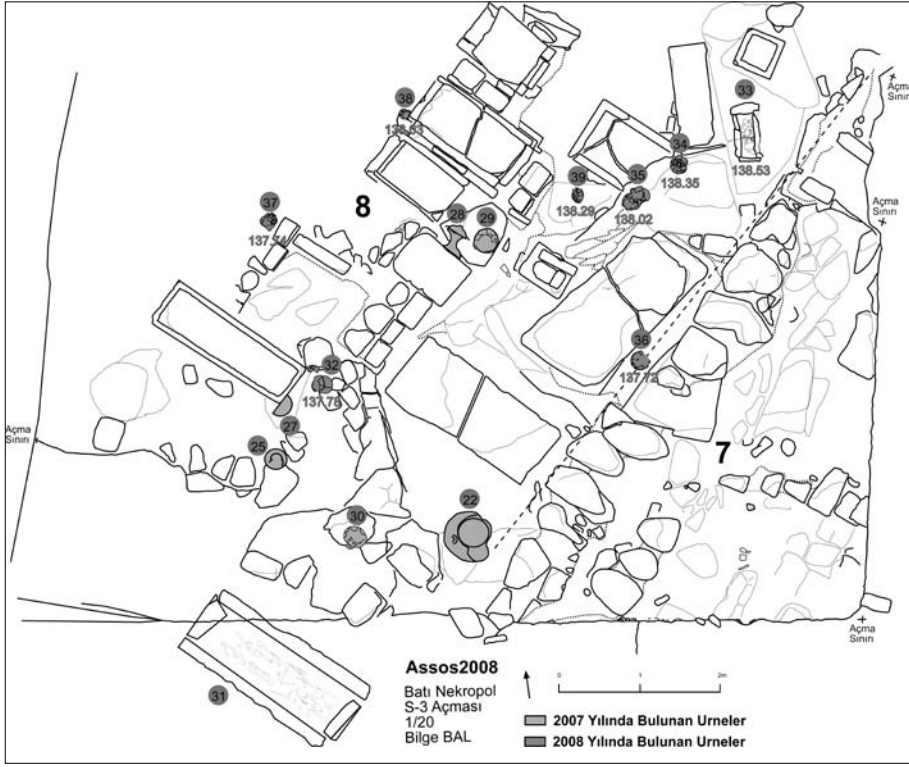 33
Açma
Sınırı
38
138.53
34
138.35
138.53
39
35
138.29
138.02
Açma
Sınırı
37
8
28
29
137.74
36
137.72
32
137.78
27
25
Açma
Sınırı
7
22
30
Açma
Sınırı
31
Assos2008
Batı Nekropol
S-3 Açması
1/20
Bilge BAL
0 1 2m
2007 Yılında Bulunan Urneler
2008 Yılında Bulunan Urneler